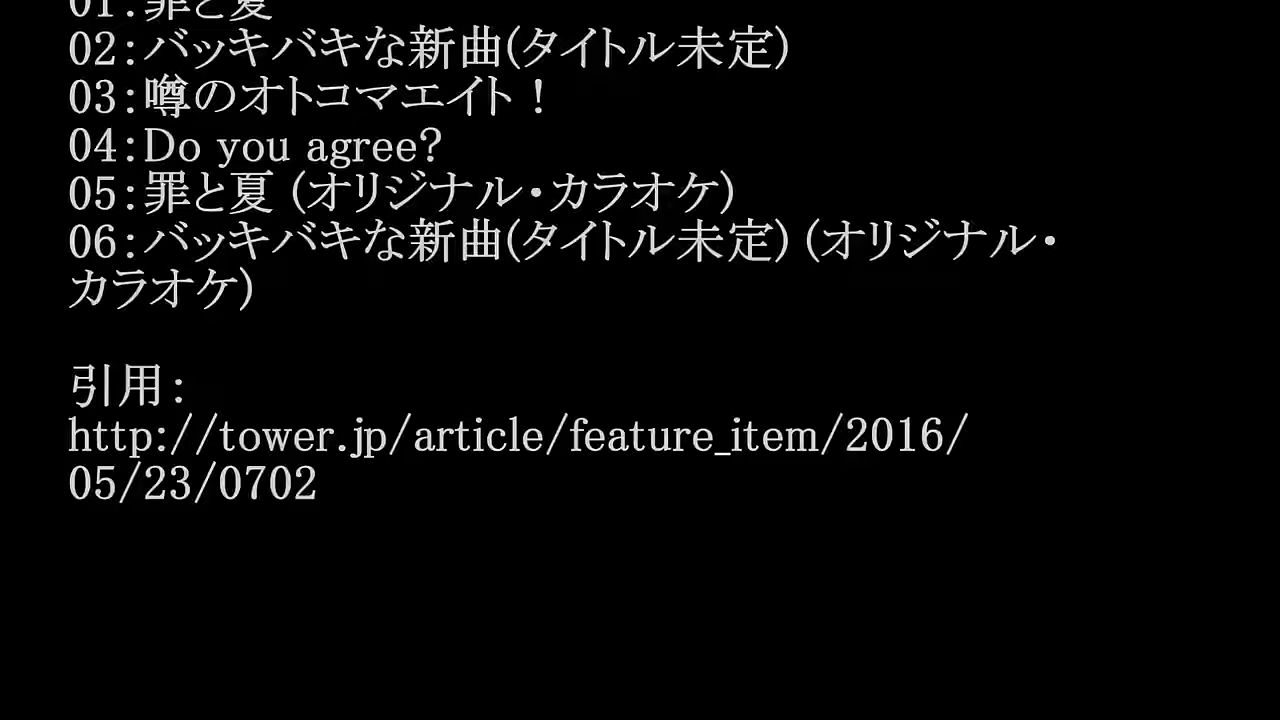 01:罪と夏
02:バッキバキな新曲(タイトル未定)
03:噂のオトコマエイト！
04:Do you agree?
05:罪と夏 (オリジナル・カラオケ)
06:バッキバキな新曲(タイトル未定) (オリジナル・
カラオケ)
引用:
http://tower.jp/article/feature_item/2016/
05/23/0702